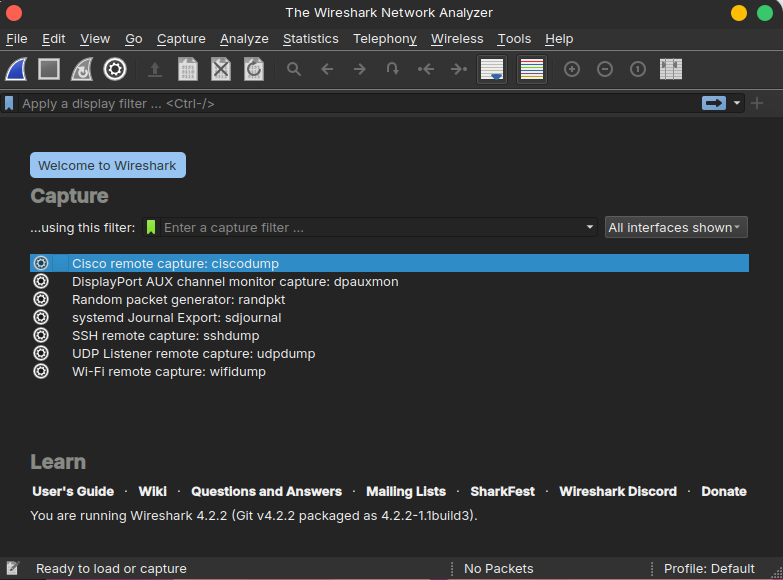 The Wireshark Network Analyzer
File Edit View Go Capture Analyze Statistics Telephony Wireless Tools Help
Apply a display filter ... <Ctrl-/>
Welcome to Wireshark
Capture
...using this filter: Enter a capture filter ... All interfaces shown
Cisco remote capture: ciscodump
DisplayPort AUX channel monitor capture: dpauxmon
Random packet generator: randpkt
systemd Journal Export: sdjournal
SSH remote capture: sshdump
UDP Listener remote capture: udpdump
Wi-Fi remote capture: wifidump
Learn
User's Guide · Wiki · Questions and Answers · Mailing Lists · SharkFest · Wireshark Discord · Donate
You are running Wireshark 4.2.2 (Git v4.2.2 packaged as 4.2.2-1.1build3).
Ready to load or capture No Packets Profile: Default